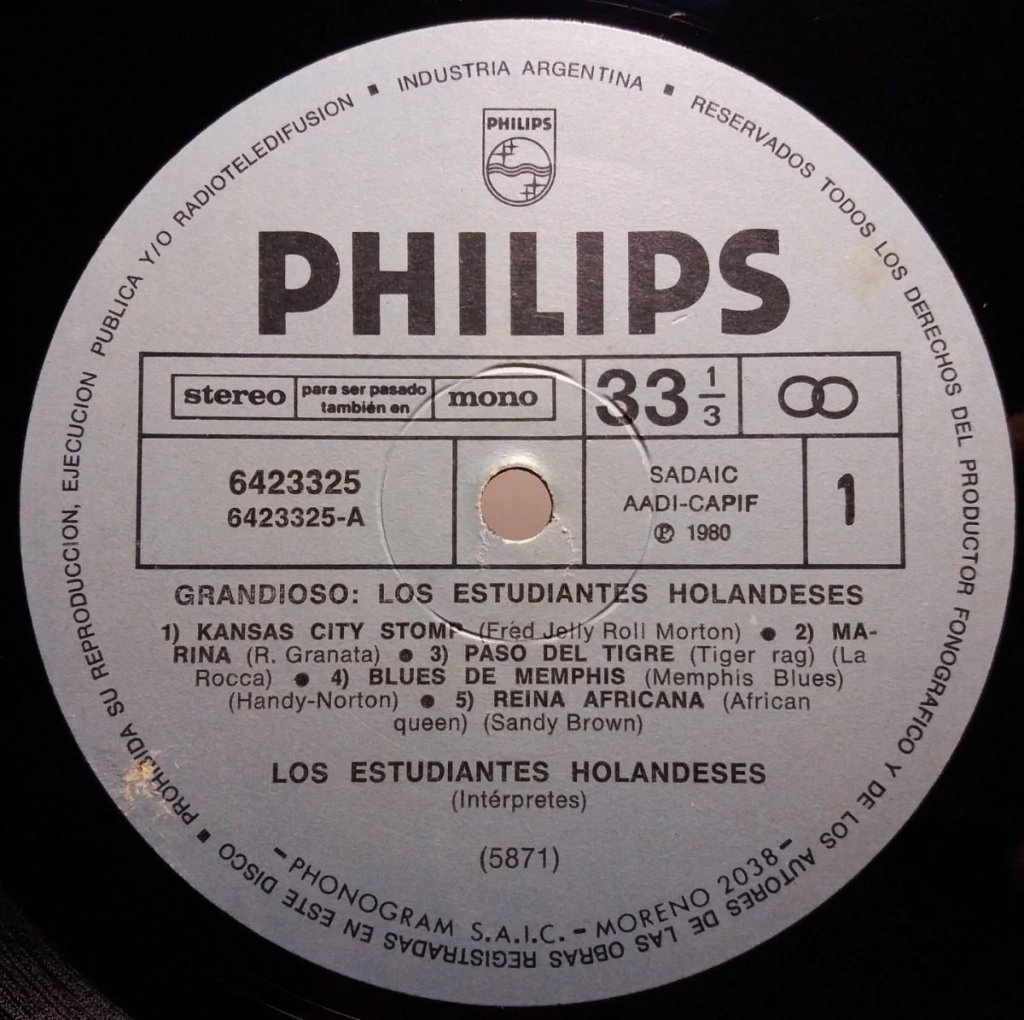 INDUSTRIA ARGENTINA ▪ RESERVADOS TODOS LOS DERECHOS DEL PRODUCTOR FONOGRAFICO Y DE LOS AUTORES DE LAS OBRAS REGISTRADAS EN ESTE DISCO ▪ PROHIBIDA SU REPRODUCCION, EJECUCION PUBLICA Y/O RADIOTELEDIFUSION ▪
PHILIPS
PHILIPS
stereo
para ser pasado
también en
mono
33 1/3
6423325
6423325-A
SADAIC
AADI-CAPIF
℗ 1980
1
GRANDIOSO: LOS ESTUDIANTES HOLANDESES
1) KANSAS CITY STOMP (Fred Jelly Roll Morton) ● 2) MA-
RINA (R. Granata) ● 3) PASO DEL TIGRE (Tiger rag) (La
Rocca) ● 4) BLUES DE MEMPHIS (Memphis Blues)
(Handy-Norton) ● 5) REINA AFRICANA (African
queen) (Sandy Brown)
LOS ESTUDIANTES HOLANDESES
(Intérpretes)
(5871)
- PHONOGRAM S.A.I.C. - MORENO 2038 -